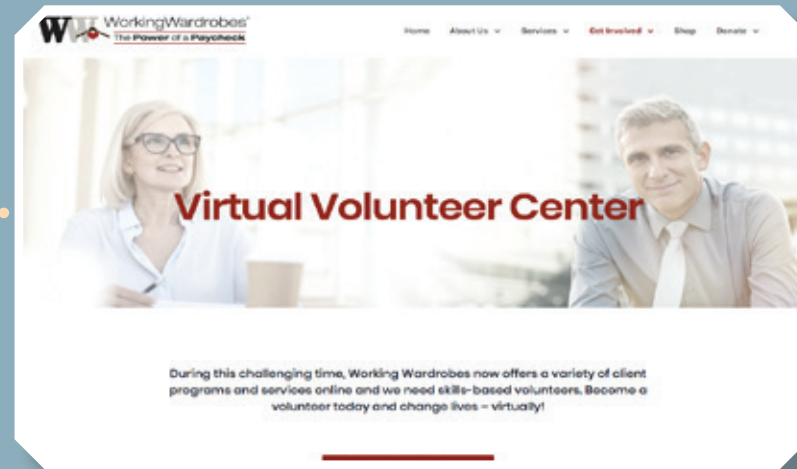 WW WorkingWardrobes®
The Power of a Paycheck
Home About Us Services Get Involved Shop Donate
Virtual Volunteer Center
During this challenging time, Working Wardrobes now offers a variety of client
programs and services online and we need skills-based volunteers. Become a
volunteer today and change lives – virtually!